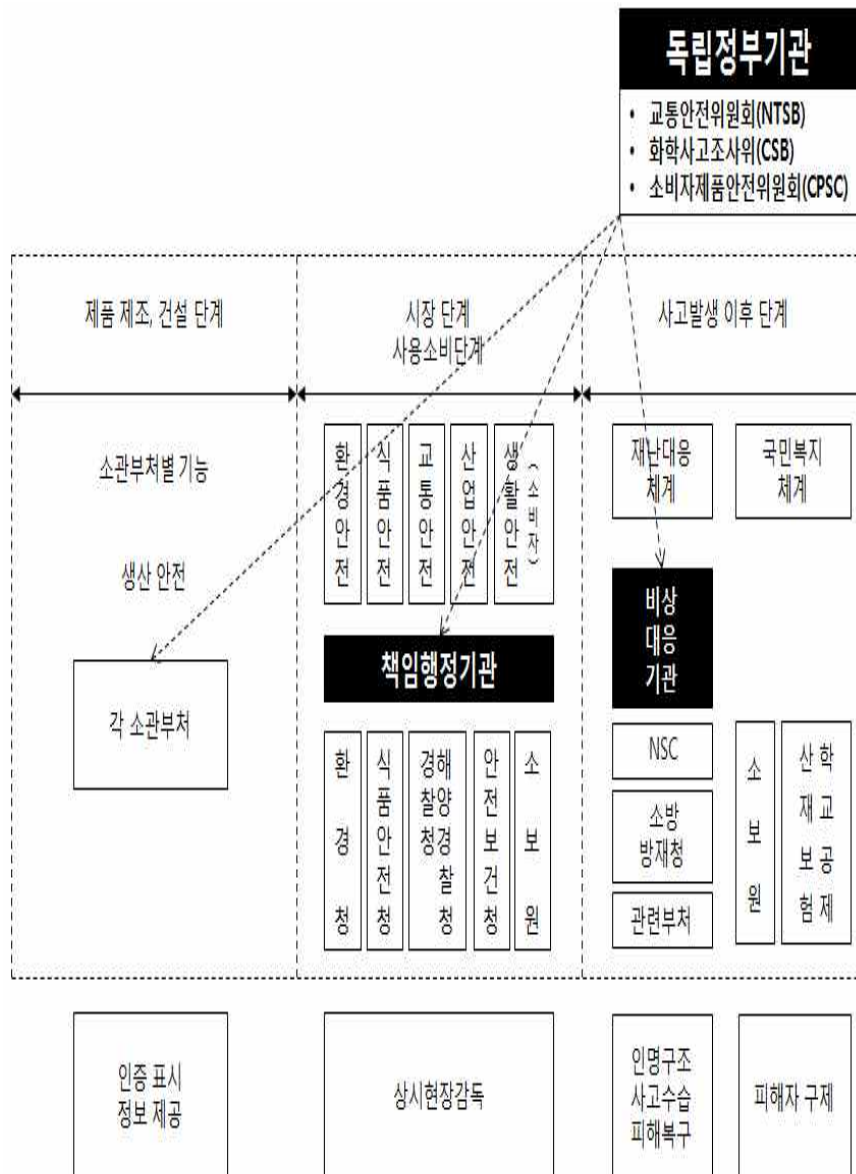 독립정부기관
• 교통안전위원회(NTSB)
• 화학사고조사위(CSB)
• 소비자제품안전위원회(CPSC)
제품 제조, 건설 단계
시장 단계
사용소비단계
사고발생 이후 단계
소관부처별 기능
생산 안전
각 소관부처
환경안전
식품안전
교통안전
산업안전
생활안전
(소비자)
책임행정기관
환경청
식품안전청
경찰청
해양경찰청
안전보건청
소보원
재난대응
체계
국민복지
체계
비상
대응
기관
NSC
소방
방재청
관련부처
소보원
산재보험
학교공제
인증 표시
정보 제공
상시현장감독
인명구조
사고수습
피해복구
피해자 구제